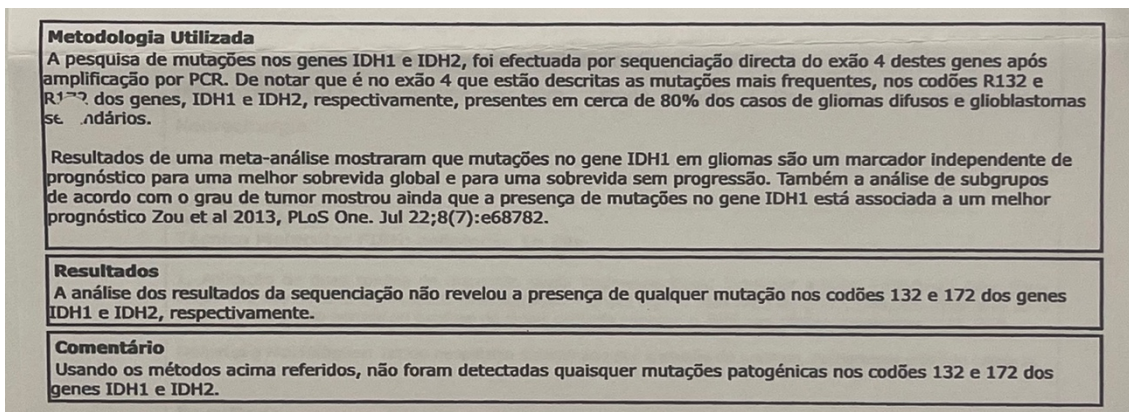 Metodologia Utilizada
A pesquisa de mutações nos genes IDH1 e IDH2, foi efectuada por sequenciação directa do exão 4 destes genes após
amplificação por PCR. De notar que é no exão 4 que estão descritas as mutações mais frequentes, nos codões R132 e
dos genes, IDH1 e IDH2, respectivamente, presentes em cerca de 80% dos casos de gliomas difusos e glioblastomas
Resultados de uma meta-análise mostraram que mutações no gene IDH1 em gliomas são um marcador independente de
prognóstico para uma melhor sobrevida global e para uma sobrevida sem progressão. Também a análise de subgrupos
de acordo com o grau de tumor mostrou ainda que a presença de mutações no gene IDH1 está associada a um melhor
prognóstico Zou et al 2013, PLoS One. Jul 22;8(7):e68782.
Resultados
A análise dos resultados da sequenciação não revelou a presença de qualquer mutação nos codões 132 e 172 dos genes
IDH1 e IDH2, respectivamente.
Comentário
Usando os métodos acima referidos, não foram detectadas quaisquer mutações patogénicas nos codões 132 e 172 dos
genes IDH1 e IDH2.